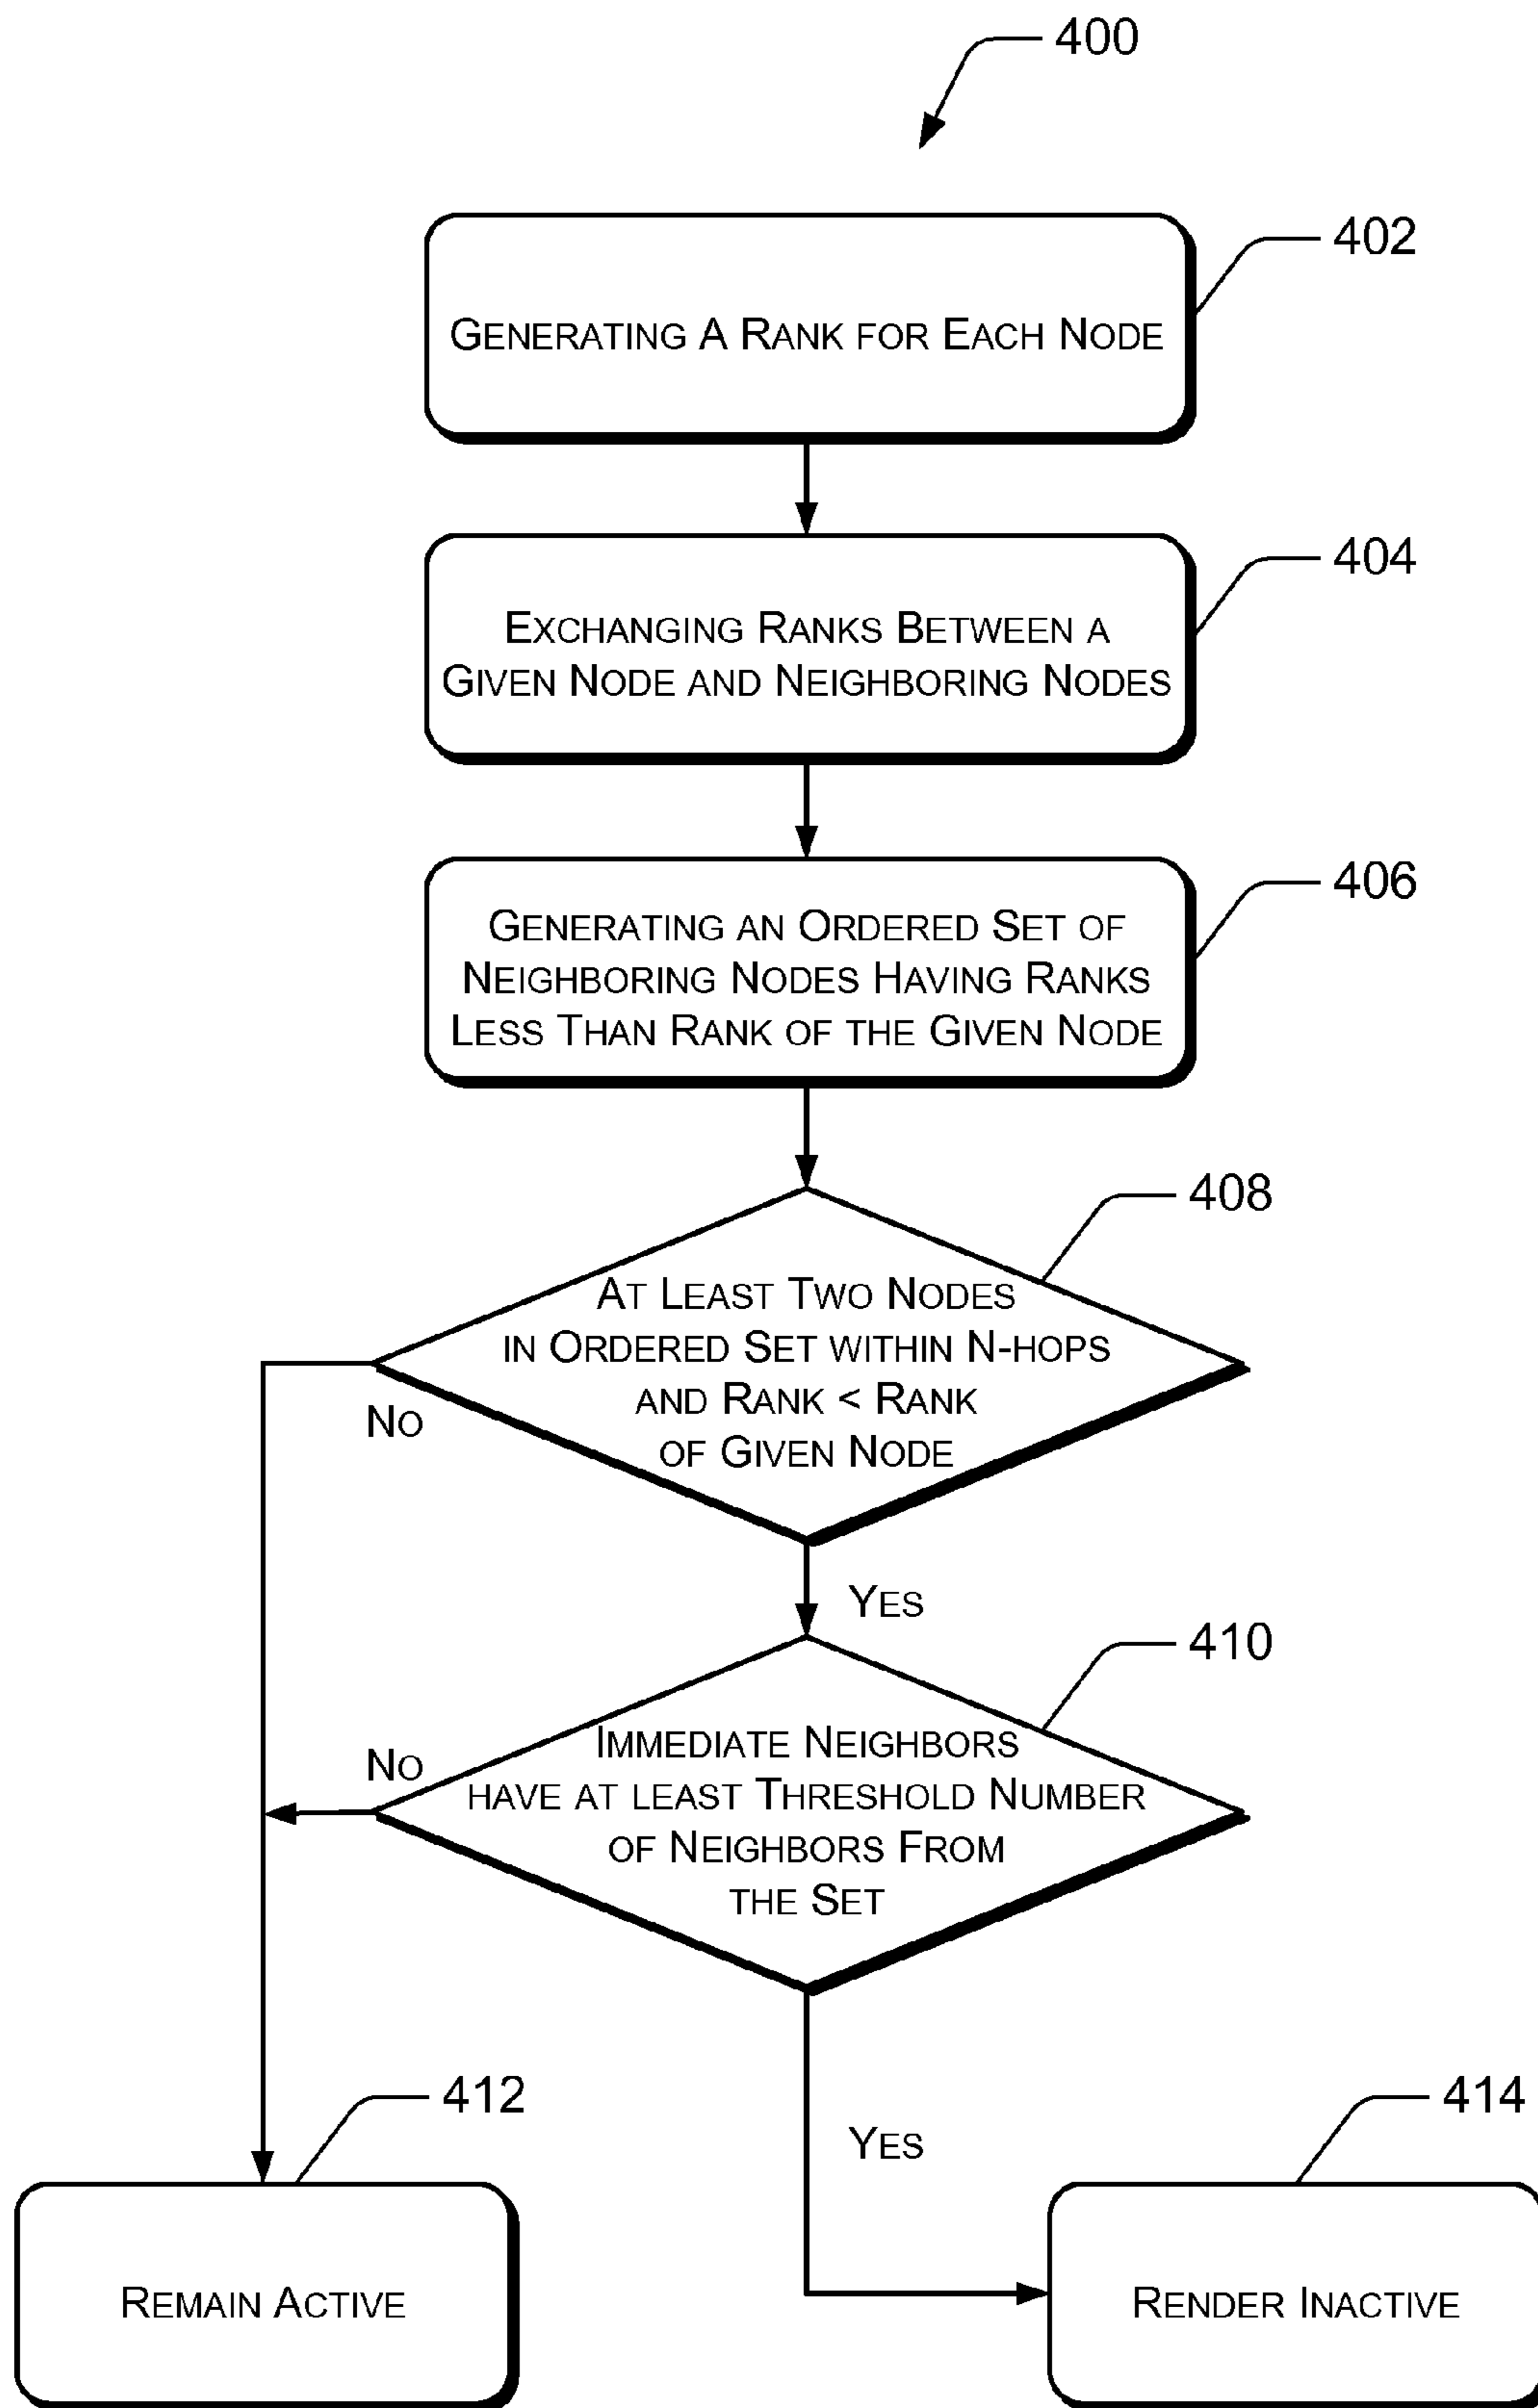 400
402
GENERATING A RANK FOR EACH NODE
404
EXCHANGING RANKS BETWEEN A
GIVEN NODE AND NEIGHBORING NODES
406
GENERATING AN ORDERED SET OF
NEIGHBORING NODES HAVING RANKS
LESS THAN RANK OF THE GIVEN NODE
408
AT LEAST TWO NODES
IN ORDERED SET WITHIN N-HOPS
AND RANK < RANK
OF GIVEN NODE
NO
YES
410
IMMEDIATE NEIGHBORS
HAVE AT LEAST THRESHOLD NUMBER
OF NEIGHBORS FROM
THE SET
NO
YES
412
REMAIN ACTIVE
414
RENDER INACTIVE